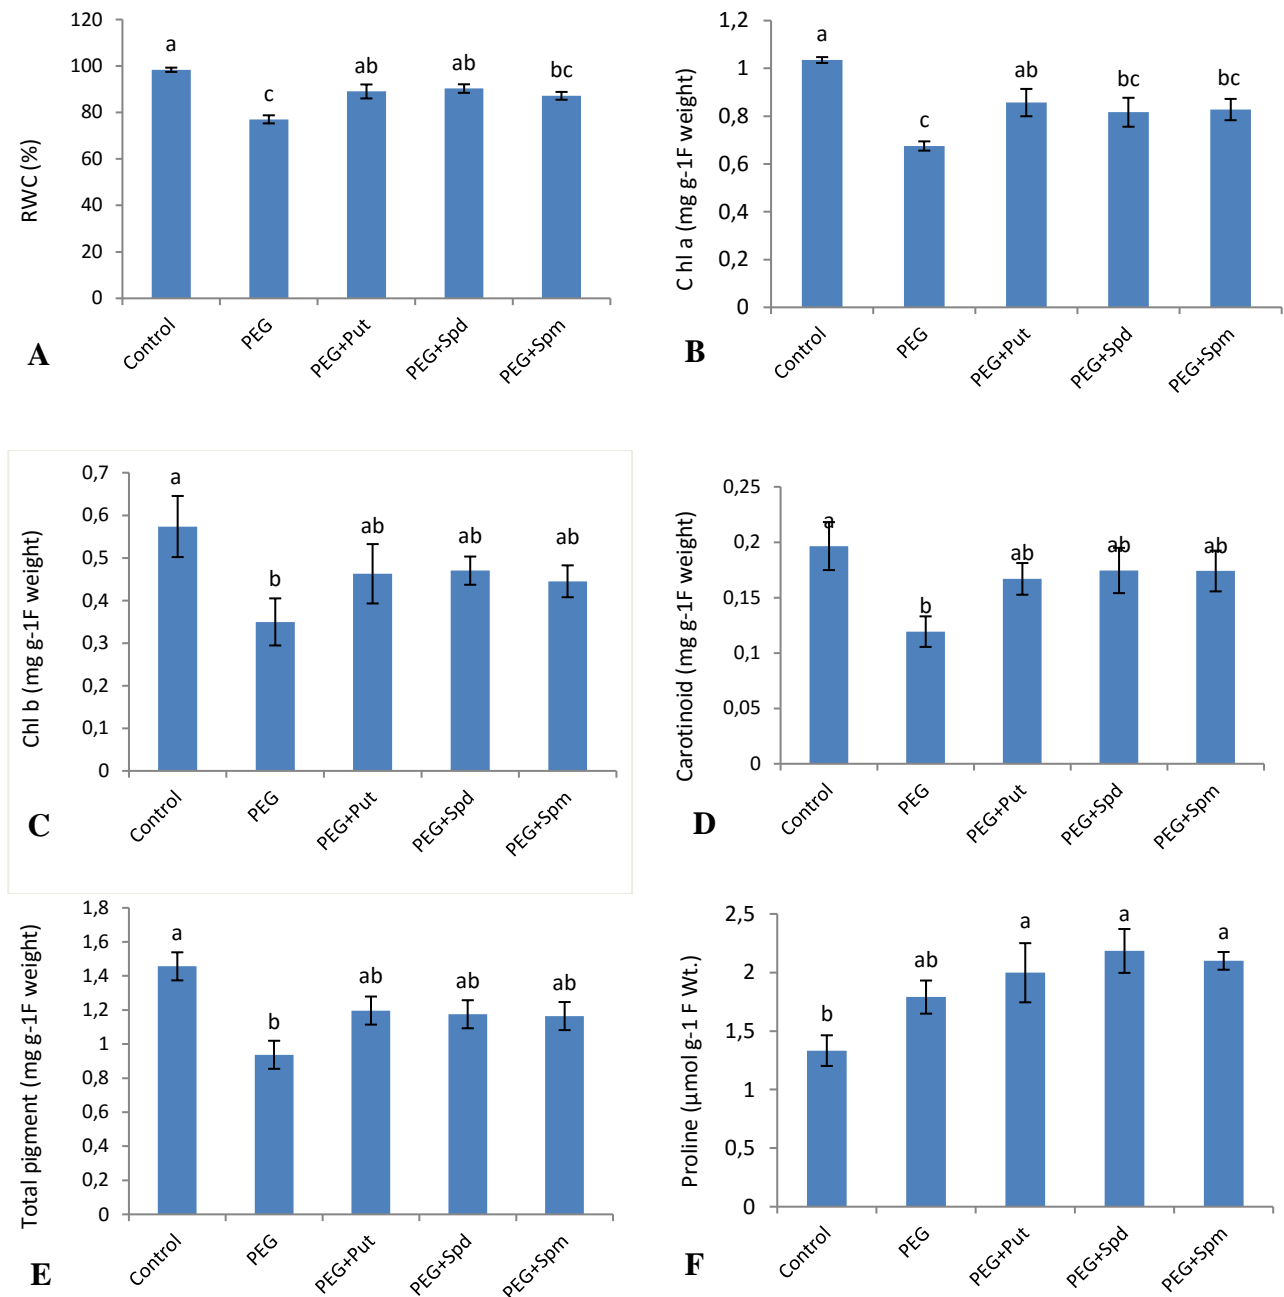 120
100
80
60
40
20
0
RWC (%)
a
c
ab
ab
bc
Control
PEG
PEG+Put
PEG+Spd
PEG+Spm
A
1,2
1
0,8
0,6
0,4
0,2
0
C hl a (mg g-1F weight)
a
c
ab
bc
bc
Control
PEG
PEG+Put
PEG+Spd
PEG+Spm
B
0,7
0,6
0,5
0,4
0,3
0,2
0,1
0
Chl b (mg g-1F weight)
a
b
ab
ab
ab
Control
PEG
PEG+Put
PEG+Spd
PEG+Spm
C
0,25
0,2
0,15
0,1
0,05
0
Carotinoid (mg g-1F weight)
a
b
ab
ab
ab
Control
PEG
PEG+Put
PEG+Spd
PEG+Spm
D
1,8
1,6
1,4
1,2
1
0,8
0,6
0,4
0,2
0
Total pigment (mg g-1F weight)
a
b
ab
ab
ab
Control
PEG
PEG+Put
PEG+Spd
PEG+Spm
E
2,5
2
1,5
1
0,5
0
Proline (µmol g-1 F Wt.)
b
ab
a
a
a
Control
PEG
PEG+Put
PEG+Spd
PEG+Spm
F